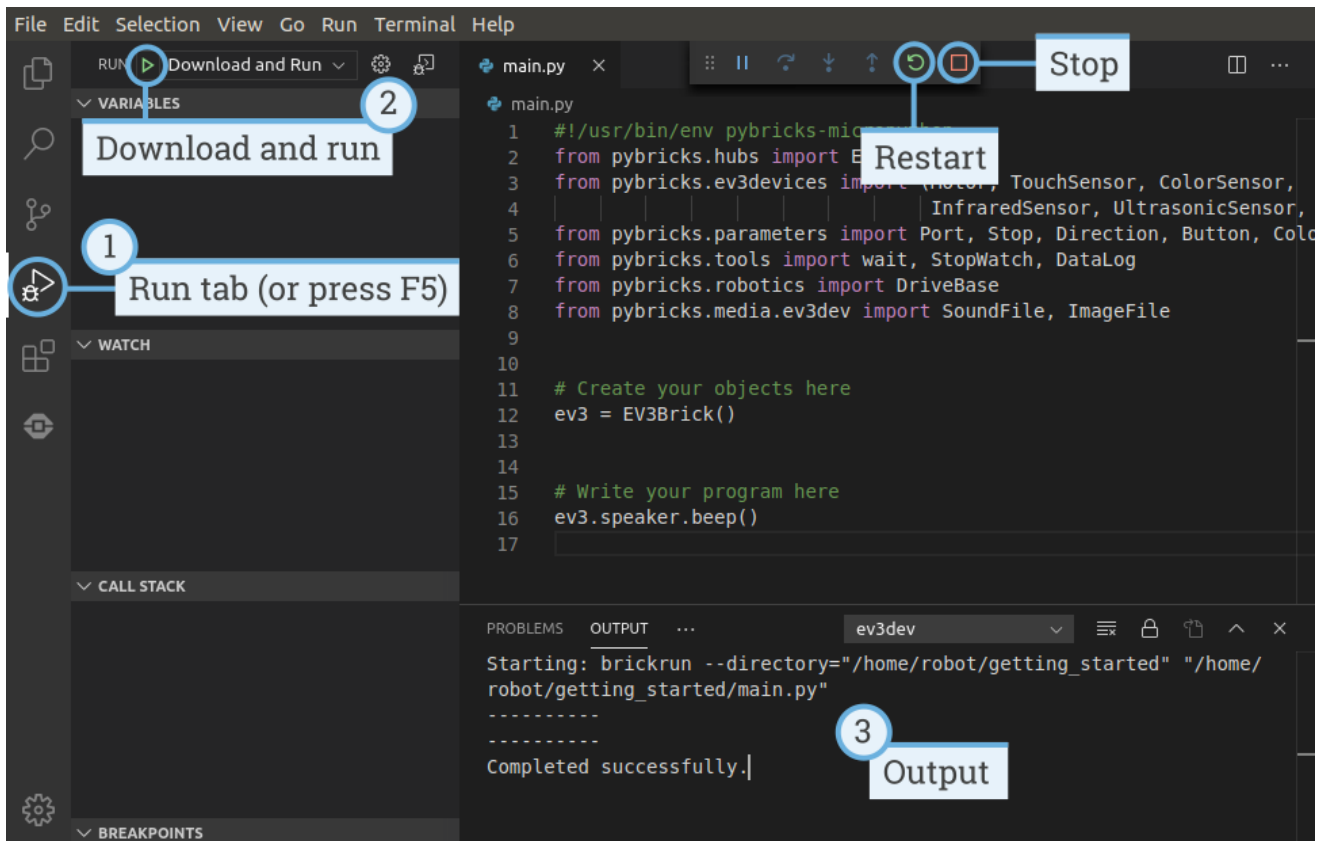 File Edit Selection View Go Run Terminal Help
RUN Download and Run
2
VARIABLES
Download and run
1
Run tab (or press F5)
WATCH
CALL STACK
BREAKPOINTS
main.py ×
Stop
Restart
main.py
1 #!/usr/bin/env
2 from pybricks.hubs import
3 from pybricks.ev3devices import TouchSensor, ColorSensor,
4 InfraredSensor, UltrasonicSensor,
5 from pybricks.parameters import Port, Stop, Direction, Button,
6 from pybricks.tools import wait, StopWatch, DataLog
7 from pybricks.robotics import DriveBase
8 from pybricks.media.ev3dev import SoundFile, ImageFile
9
10
11 # Create your objects here
12 ev3 = EV3Brick()
13
14
15 # Write your program here
16 ev3.speaker.beep()
17
PROBLEMS OUTPUT ··· ev3dev
Starting: brickrun --directory="/home/robot/getting_started" "/home/
robot/getting_started/main.py"
----------
----------
Completed successfully.
3
Output